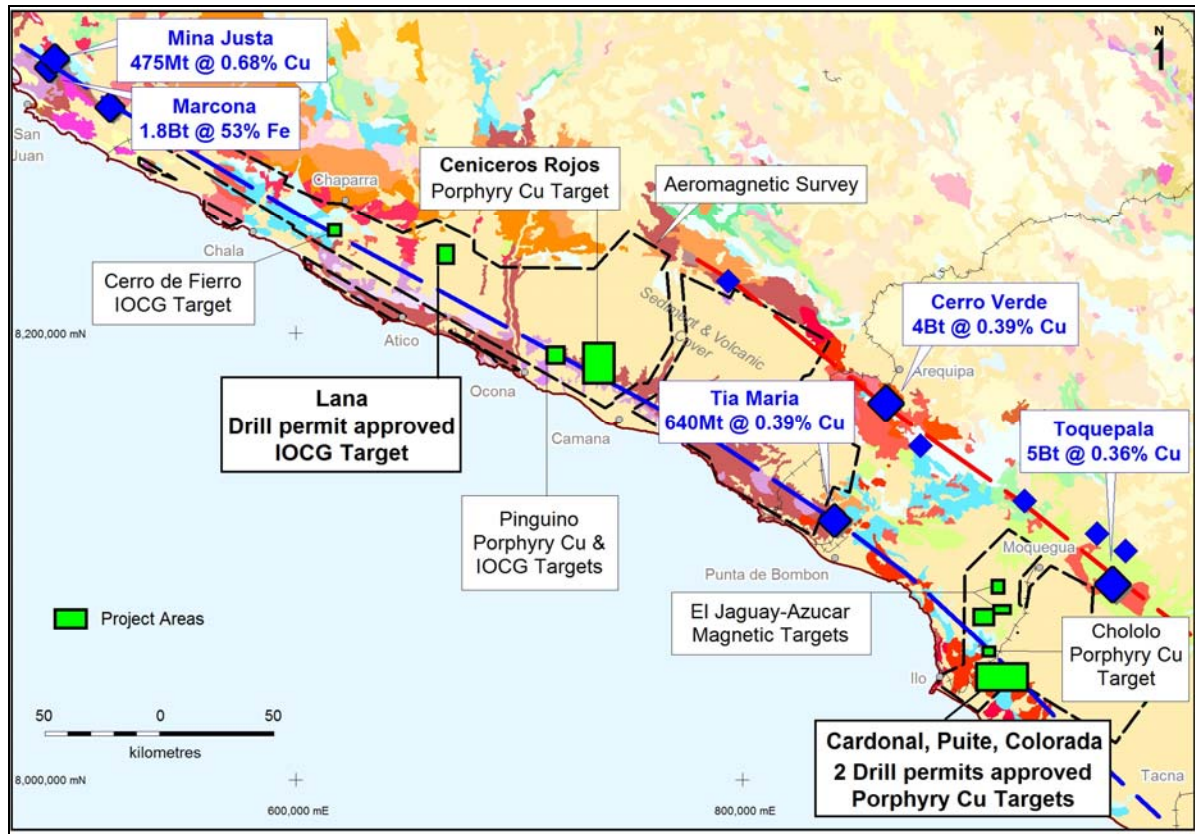 Mina Justa
475Mt @ 0.68% Cu
N
Marcona
1.8Bt @ 53% Fe
San
Juan
Ceniceros Rojos
Porphyry Cu Target
Aeromagnetic Survey
Chaparra
Chala
Cerro de Fierro
IOCG Target
Sediment & Volcanic
Cover
Cerro Verde
4Bt @ 0.39% Cu
8,200,000 mN
Atico
Arequipa
Lana
Drill permit approved
IOCG Target
Ocona
Camana
Tia Maria
640Mt @ 0.39% Cu
Toquepala
5Bt @ 0.36% Cu
Pinguino
Porphyry Cu &
IOCG Targets
Moquegua
Punta de Bombon
El Jaguay-Azucar
Magnetic Targets
Project Areas
Chololo
Porphyry Cu
Target
Ilo
50 0 50
kilometres
Cardonal, Puite, Colorada
2 Drill permits approved
Porphyry Cu Targets
Tacna
8,000,000 mN
600,000 mE
800,000 mE